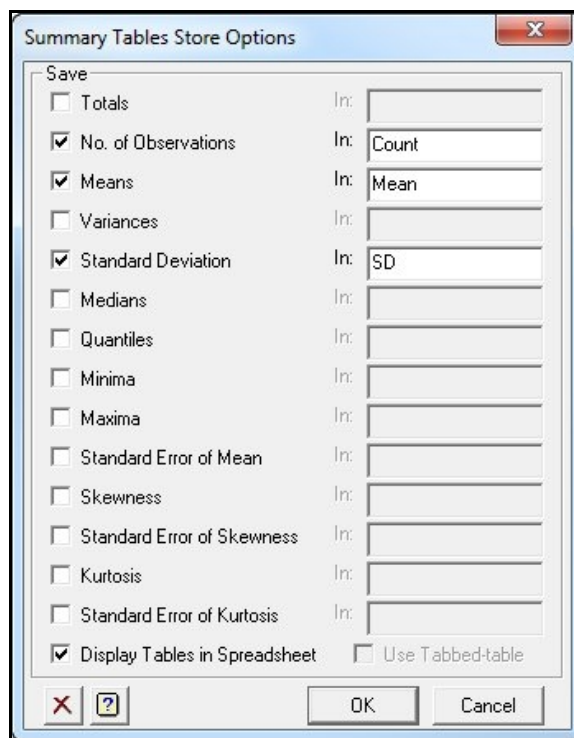 Summary Tables Store Options
Save
Totals In:
No. of Observations In: Count
Means In: Mean
Variances In:
Standard Deviation In: SD
Medians In:
Quantiles In:
Minima In:
Maxima In:
Standard Error of Mean In:
Skewness In:
Standard Error of Skewness In:
Kurtosis In:
Standard Error of Kurtosis In:
Display Tables in Spreadsheet Use Tabbed-table
OK Cancel